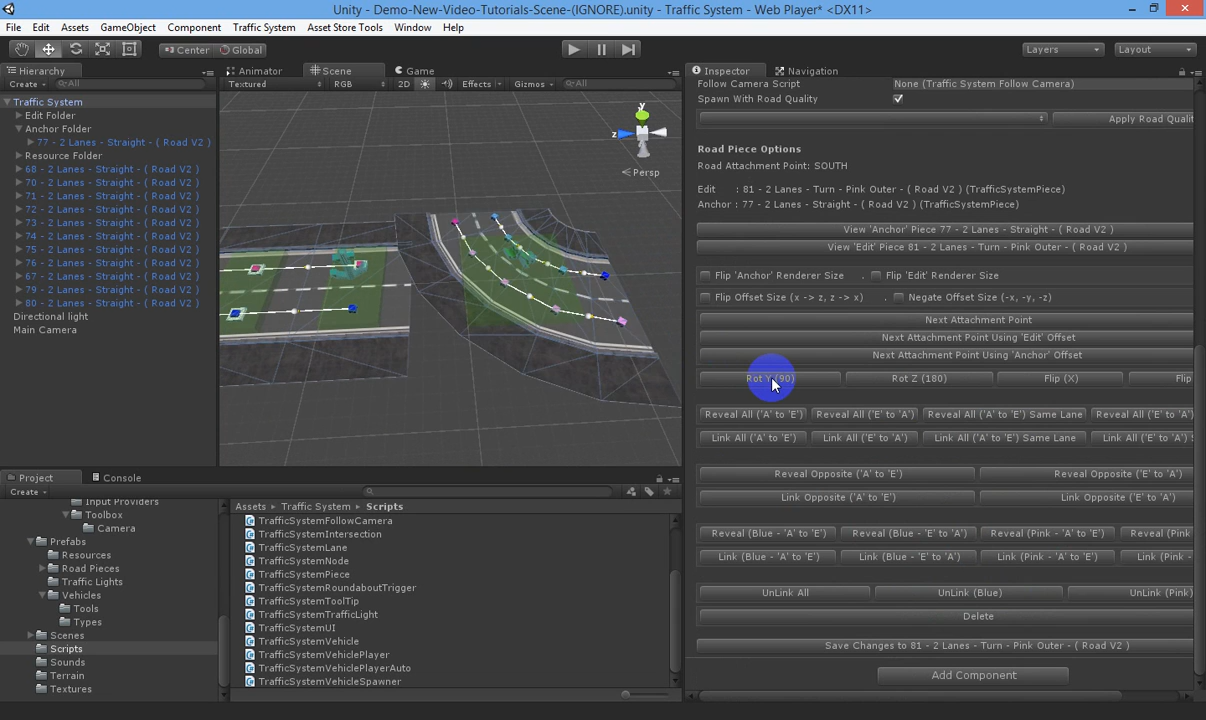 Unity - Demo-New-Video-Tutorials-Scene-(IGNORE).unity - Traffic System - Web Player* <DX11>
File Edit Assets GameObject Component Traffic System Asset Store Tools Window Help
Center Global Layers Layout
Hierarchy
Create All
Traffic System
Edit Folder
Anchor Folder
77 - 2 Lanes - Straight - ( Road V2 )
Resource Folder
68 - 2 Lanes - Straight - ( Road V2 )
70 - 2 Lanes - Straight - ( Road V2 )
71 - 2 Lanes - Straight - ( Road V2 )
72 - 2 Lanes - Straight - ( Road V2 )
73 - 2 Lanes - Straight - ( Road V2 )
74 - 2 Lanes - Straight - ( Road V2 )
75 - 2 Lanes - Straight - ( Road V2 )
76 - 2 Lanes - Straight - ( Road V2 )
67 - 2 Lanes - Straight - ( Road V2 )
79 - 2 Lanes - Straight - ( Road V2 )
80 - 2 Lanes - Straight - ( Road V2 )
Directional light
Main Camera
Animator Scene Game
Textured RGB 2D Effects Gizmos All
y
z
Persp
Inspector Navigation
Follow Camera Script None (Traffic System Follow Camera)
Spawn With Road Quality
Apply Road Qualit
Road Piece Options
Road Attachment Point: SOUTH
Edit : 81 - 2 Lanes - Turn - Pink Outer - ( Road V2 ) (TrafficSystemPiece)
Anchor : 77 - 2 Lanes - Straight - ( Road V2 ) (TrafficSystemPiece)
View 'Anchor' Piece 77 - 2 Lanes - Straight - ( Road V2 )
View 'Edit' Piece 81 - 2 Lanes - Turn - Pink Outer - ( Road V2 )
Flip 'Anchor' Renderer Size . Flip 'Edit' Renderer Size
Flip Offset Size (x -> z, z -> x) . Negate Offset Size (-x, -y, -z)
Next Attachment Point
Next Attachment Point Using 'Edit' Offset
Next Attachment Point Using 'Anchor' Offset
Rot Y (90) Rot Z (180) Flip (X) Flip
Reveal All ('A' to 'E') Reveal All ('E' to 'A') Reveal All ('A' to 'E') Same Lane Reveal All ('E' to 'A')
Link All ('A' to 'E') Link All ('E' to 'A') Link All ('A' to 'E') Same Lane Link All ('E' to 'A') S
Reveal Opposite ('A' to 'E') Reveal Opposite ('E' to 'A')
Link Opposite ('A' to 'E') Link Opposite ('E' to 'A')
Reveal (Blue - 'A' to 'E') Reveal (Blue - 'E' to 'A') Reveal (Pink - 'A' to 'E') Reveal (Pink
Link (Blue - 'A' to 'E') Link (Blue - 'E' to 'A') Link (Pink - 'A' to 'E') Link (Pink -
UnLink All UnLink (Blue) UnLink (Pink)
Delete
Save Changes to 81 - 2 Lanes - Turn - Pink Outer - ( Road V2 )
Add Component
Project Console
Create
Input Providers
Toolbox
Camera
Prefabs
Resources
Road Pieces
Traffic Lights
Vehicles
Tools
Types
Scenes
Scripts
Sounds
Terrain
Textures
Assets Traffic System Scripts
TrafficSystemFollowCamera
TrafficSystemIntersection
TrafficSystemLane
TrafficSystemNode
TrafficSystemPiece
TrafficSystemRoundaboutTrigger
TrafficSystemToolTip
TrafficSystemTrafficLight
TrafficSystemUI
TrafficSystemVehicle
TrafficSystemVehiclePlayer
TrafficSystemVehiclePlayerAuto
TrafficSystemVehicleSpawner